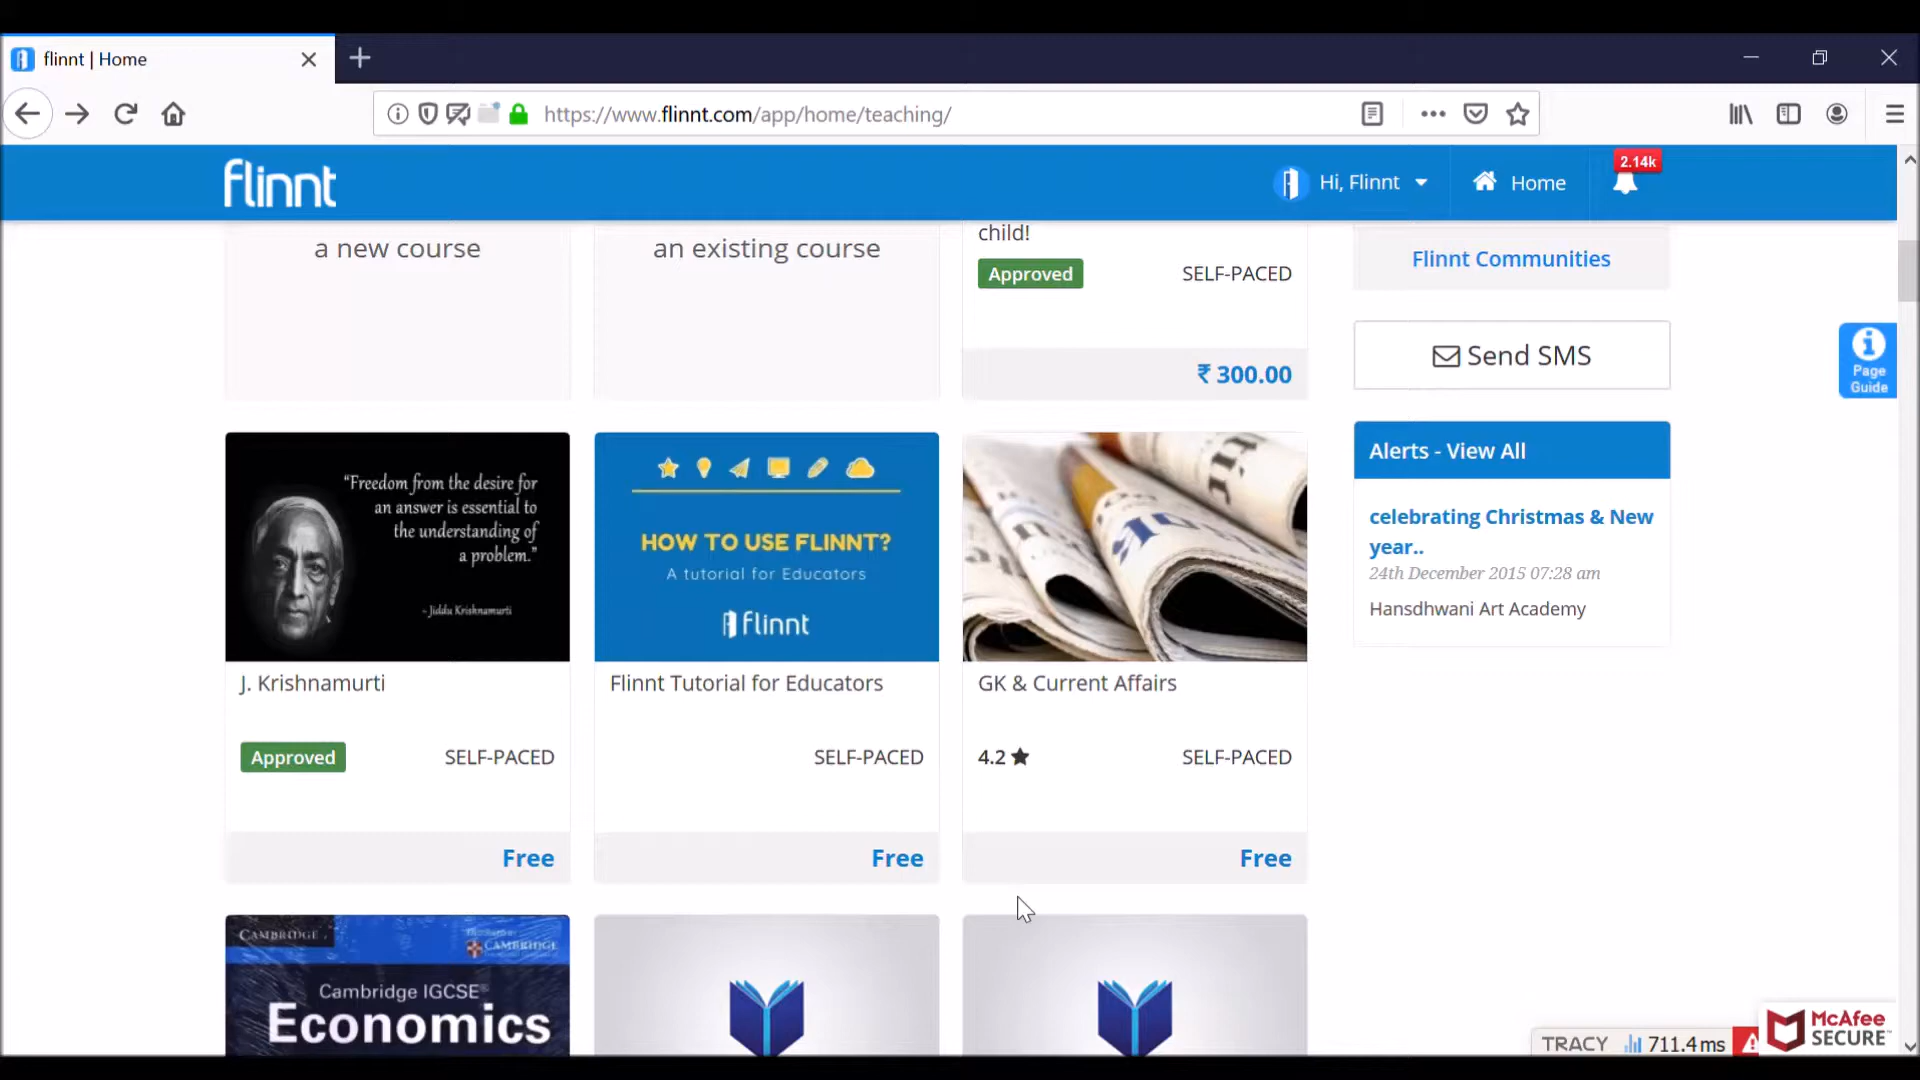 flinnt | Home
https://www.flinnt.com/app/home/teaching/
flinnt
Hi, Flinnt
Home
2.14k
a new course
an existing course
child!
Approved
SELF-PACED
₹ 300.00
Flinnt Communities
Send SMS
Page
Guide
Alerts - View All
celebrating Christmas & New
year..
24th December 2015 07:28 am
Hansdhwani Art Academy
“Freedom from the desire for
an answer is essential to
the understanding of
a problem.”
- Jiddu Krishnamurti
J. Krishnamurti
Approved
SELF-PACED
Free
HOW TO USE FLINNT?
A tutorial for Educators
flinnt
Flinnt Tutorial for Educators
SELF-PACED
Free
GK & Current Affairs
4.2
SELF-PACED
Free
CAMBRIDGE
CAMBRIDGE
Cambridge IGCSE®
Economics
TRACY
711.4 ms
McAfee
SECURE™